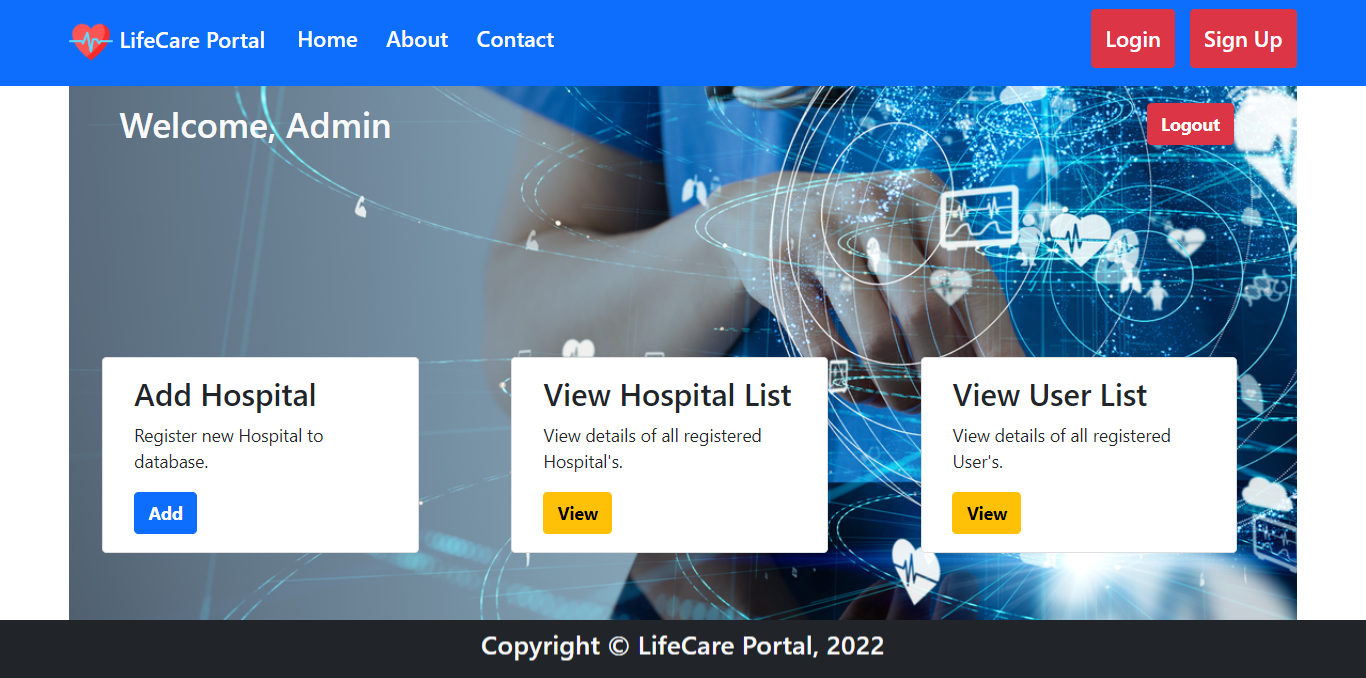 LifeCare Portal Home About Contact Login Sign Up
Welcome, Admin Logout
Add Hospital
Register new Hospital to
database.
Add
View Hospital List
View details of all registered
Hospital's.
View
View User List
View details of all registered
User's.
View
Copyright © LifeCare Portal, 2022